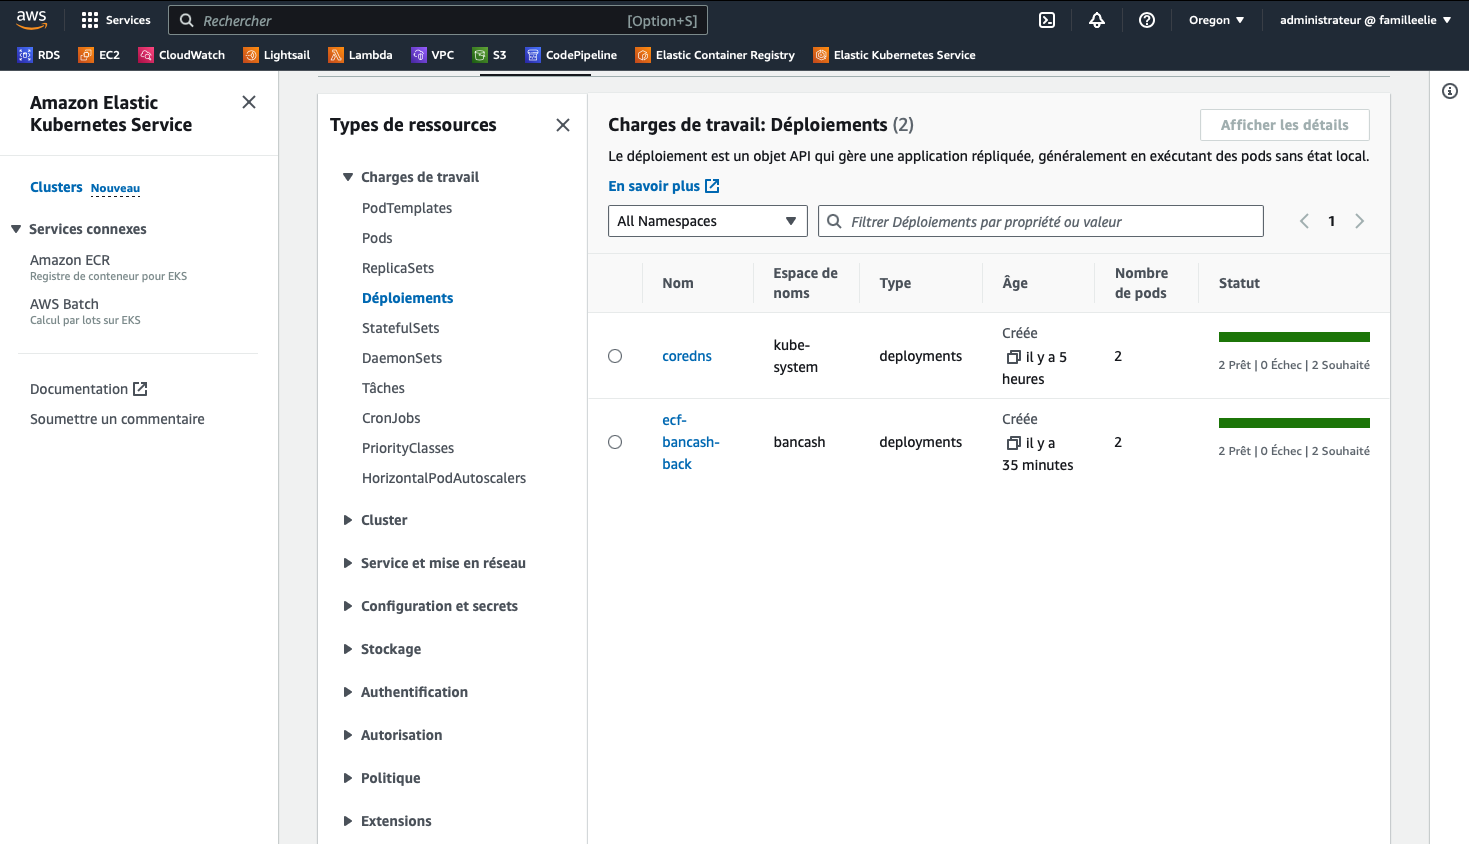 aws
Services
Rechercher
[Option+S]
Oregon ▼
administrateur @ familleelie ▼
RDS
EC2
CloudWatch
Lightsail
Lambda
VPC
S3
CodePipeline
Elastic Container Registry
Elastic Kubernetes Service
Amazon Elastic
Kubernetes Service
Clusters Nouveau
Services connexes
Amazon ECR
Registre de conteneur pour EKS
AWS Batch
Calcul par lots sur EKS
Documentation
Soumettre un commentaire
Types de ressources
Charges de travail
PodTemplates
Pods
ReplicaSets
Déploiements
StatefulSets
DaemonSets
Tâches
CronJobs
PriorityClasses
HorizontalPodAutoscalers
Cluster
Service et mise en réseau
Configuration et secrets
Stockage
Authentification
Autorisation
Politique
Extensions
Charges de travail: Déploiements (2)
Afficher les détails
Le déploiement est un objet API qui gère une application répliquée, généralement en exécutant des pods sans état local.
En savoir plus
All Namespaces
Filtrer Déploiements par propriété ou valeur
1
Nom
Espace de
noms
Type
Âge
Nombre
de pods
Statut
coredns
kube-
system
deployments
Créée
il y a 5
heures
2
2 Prêt | 0 Échec | 2 Souhaité
ecf-
bancash-
back
bancash
deployments
Créée
il y a
35 minutes
2
2 Prêt | 0 Échec | 2 Souhaité